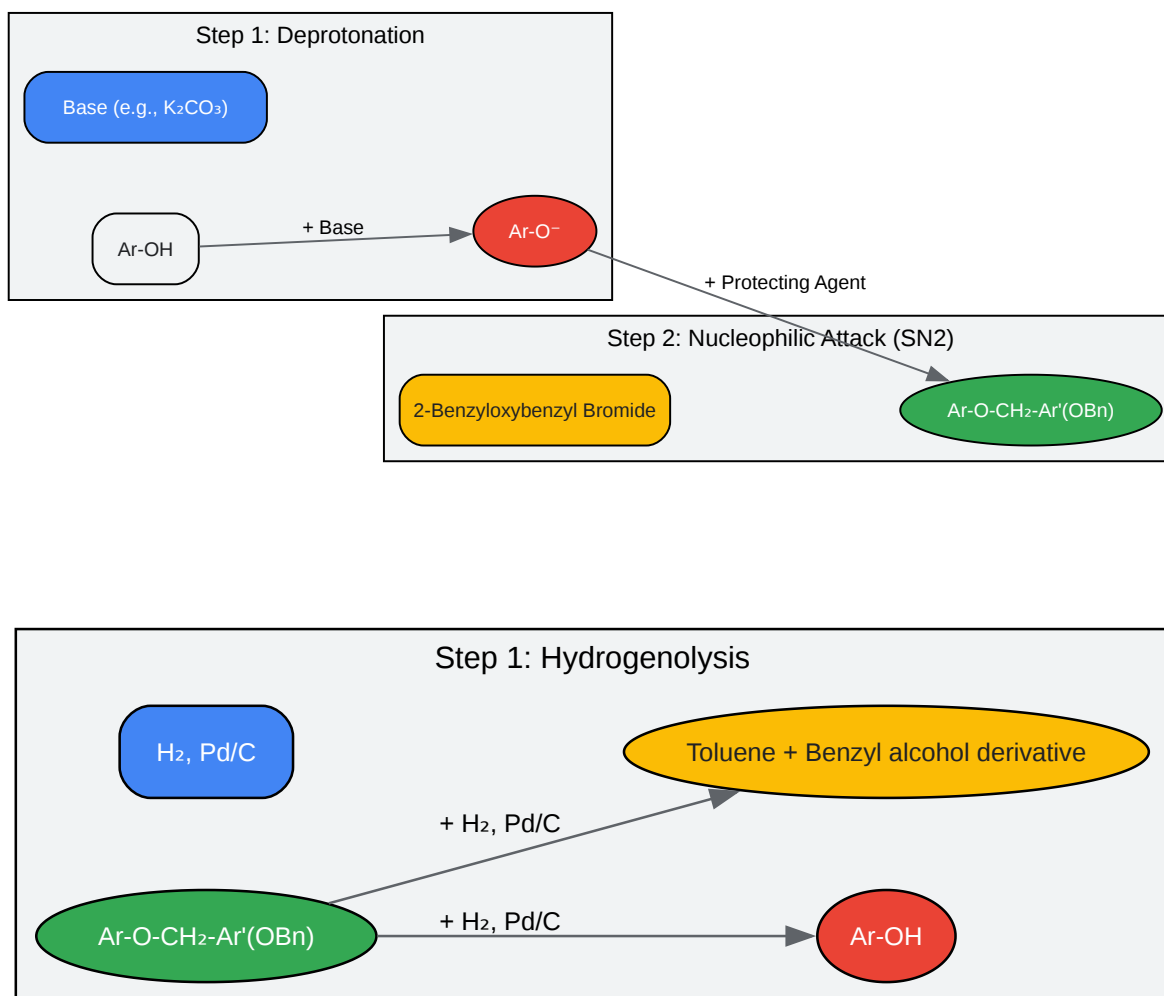 Step 1: Deprotonation
Base (e.g., K₂CO₃)
Ar-OH
+ Base
Ar-O⁻
+ Protecting Agent
Step 2: Nucleophilic Attack (SN2)
2-Benzyloxybenzyl Bromide
Ar-O-CH₂-Ar'(OBn)
Step 1: Hydrogenolysis
H₂, Pd/C
Toluene + Benzyl alcohol derivative
+ H₂, Pd/C
Ar-O-CH₂-Ar'(OBn)
+ H₂, Pd/C
Ar-OH